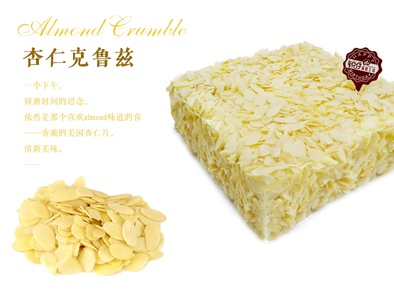 Almond Crumble
杏仁克鲁兹
一个下午，
研磨时间的思念。
依然是那个喜欢almond味道的你
——香脆的美国杏仁片，
清新美味。
……